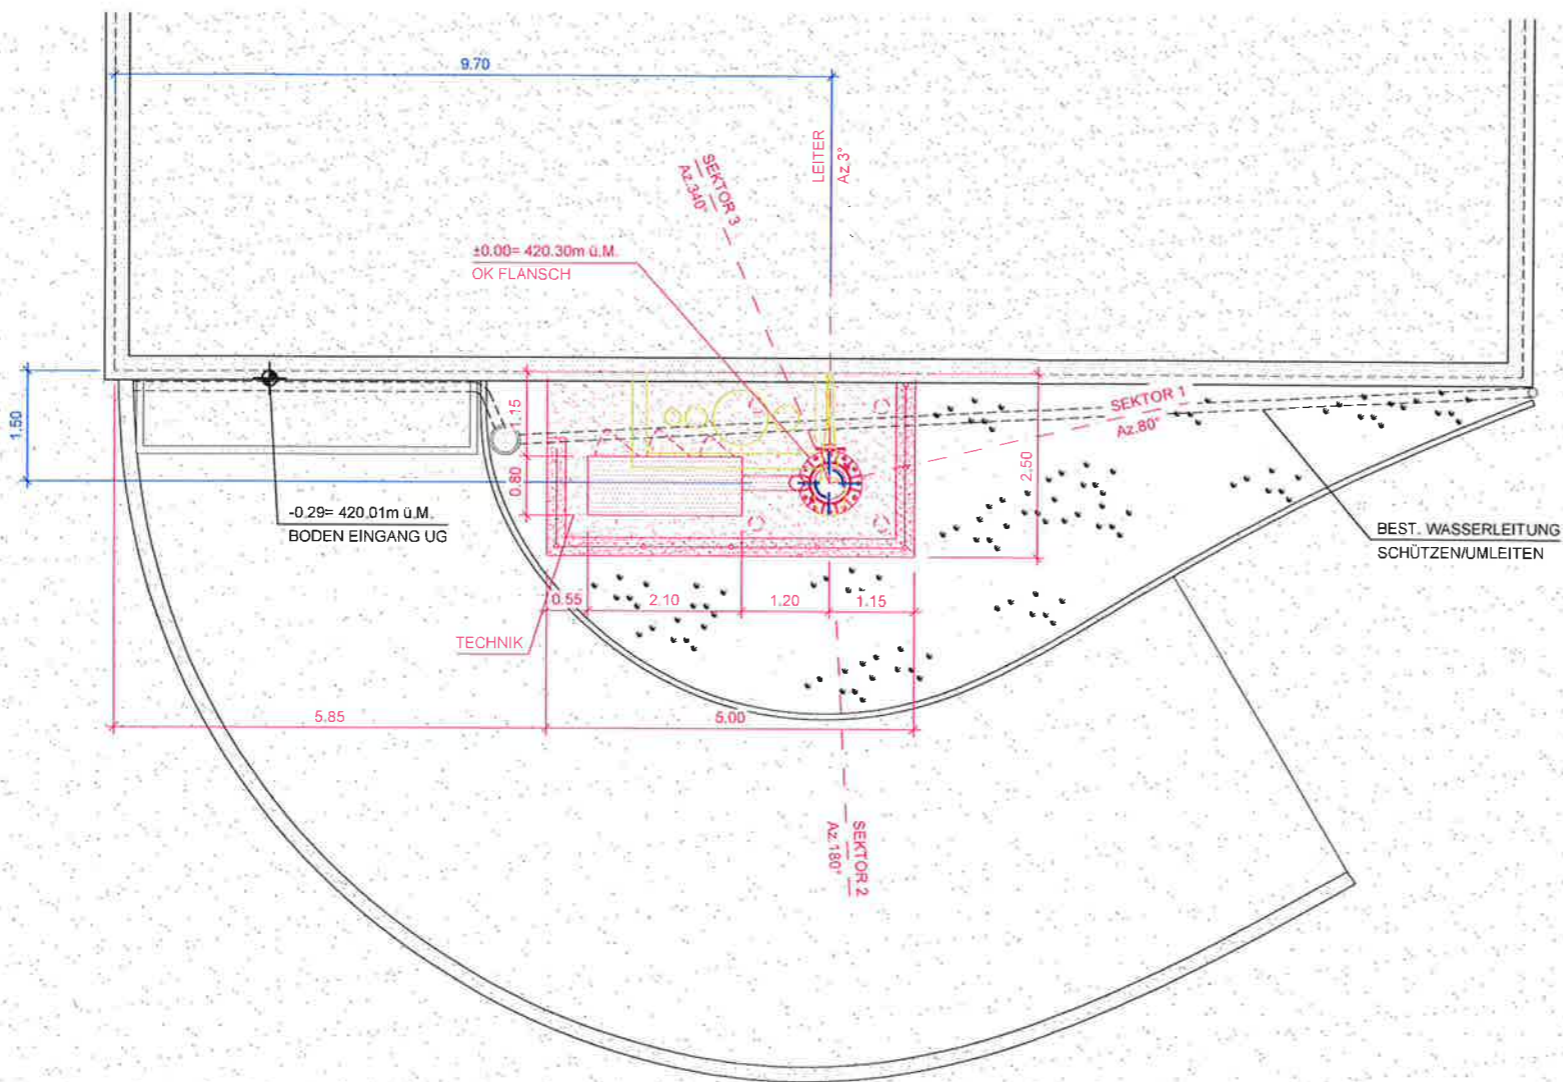 9.70
LEITER
Az.3°
SEKTOR 3
Az.340°
±0.00= 420.30m ü.M.
OK FLANSCH
1.50
1.15
0.80
SEKTOR 1
Az.80°
2.50
-0.29= 420.01m ü.M.
BODEN EINGANG UG
BEST. WASSERLEITUNG
SCHÜTZEN/UMLEITEN
0.55
2.10
1.20
1.15
TECHNIK
5.85
5.00
SEKTOR 2
Az.180°